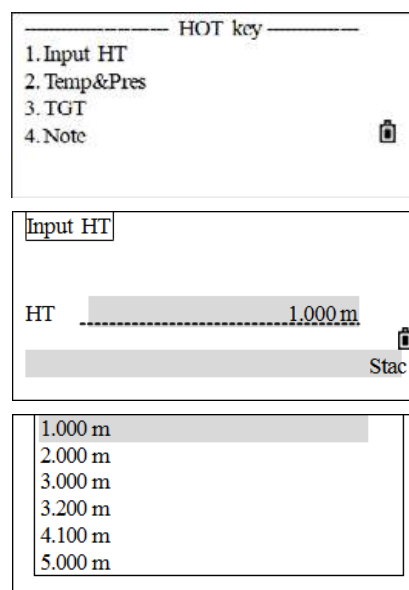 HOT key
1. Input HT
2. Temp&Pres
3. TGT
4. Note
Input HT
HT 1.000 m
Stac
1.000 m
2.000 m
3.000 m
3.200 m
4.100 m
5.000 m